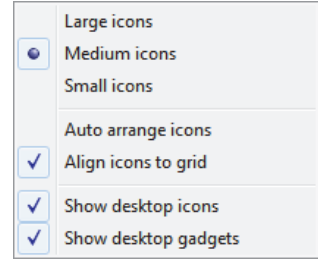 Large icons
Medium icons
Small icons
Auto arrange icons
Align icons to grid
Show desktop icons
Show desktop gadgets